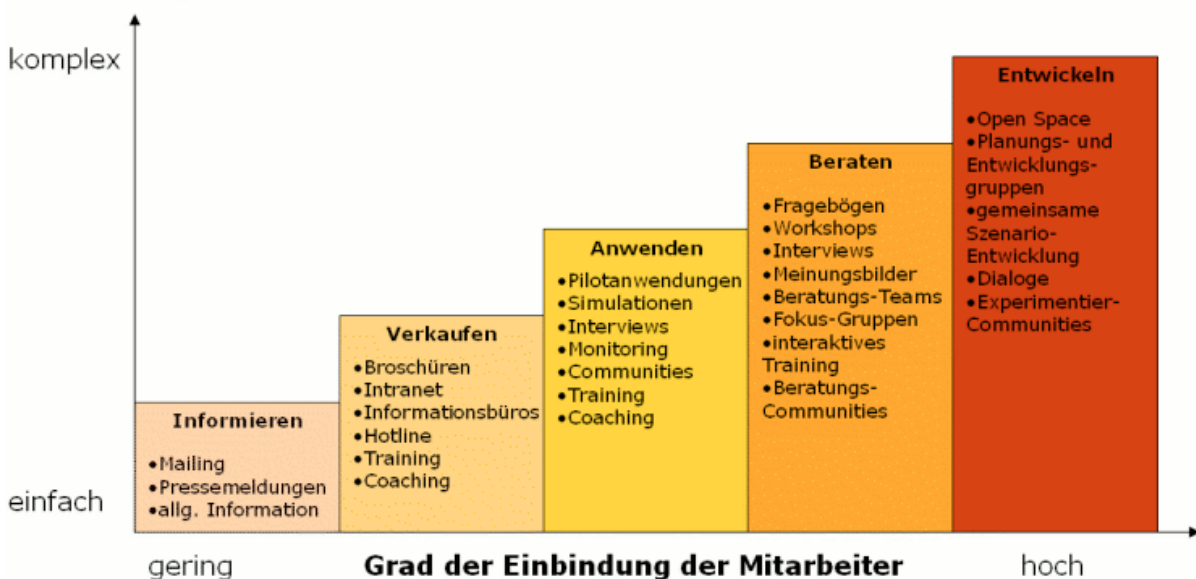 komplex
einfach
Informieren
•Mailing
•Pressemeldungen
•allg. Information
Verkaufen
•Broschüren
•Intranet
•Informationsbüros
•Hotline
•Training
•Coaching
Anwenden
•Pilotanwendungen
•Simulationen
•Interviews
•Monitoring
•Communities
•Training
•Coaching
Beraten
•Fragebögen
•Workshops
•Interviews
•Meinungsbilder
•Beratungs-Teams
•Fokus-Gruppen
•interaktives
Training
•Beratungs-
Communities
Entwickeln
•Open Space
•Planungs- und
Entwicklungs-
gruppen
•gemeinsame
Szenario-
Entwicklung
•Dialoge
•Experimentier-
Communities
gering
Grad der Einbindung der Mitarbeiter
hoch